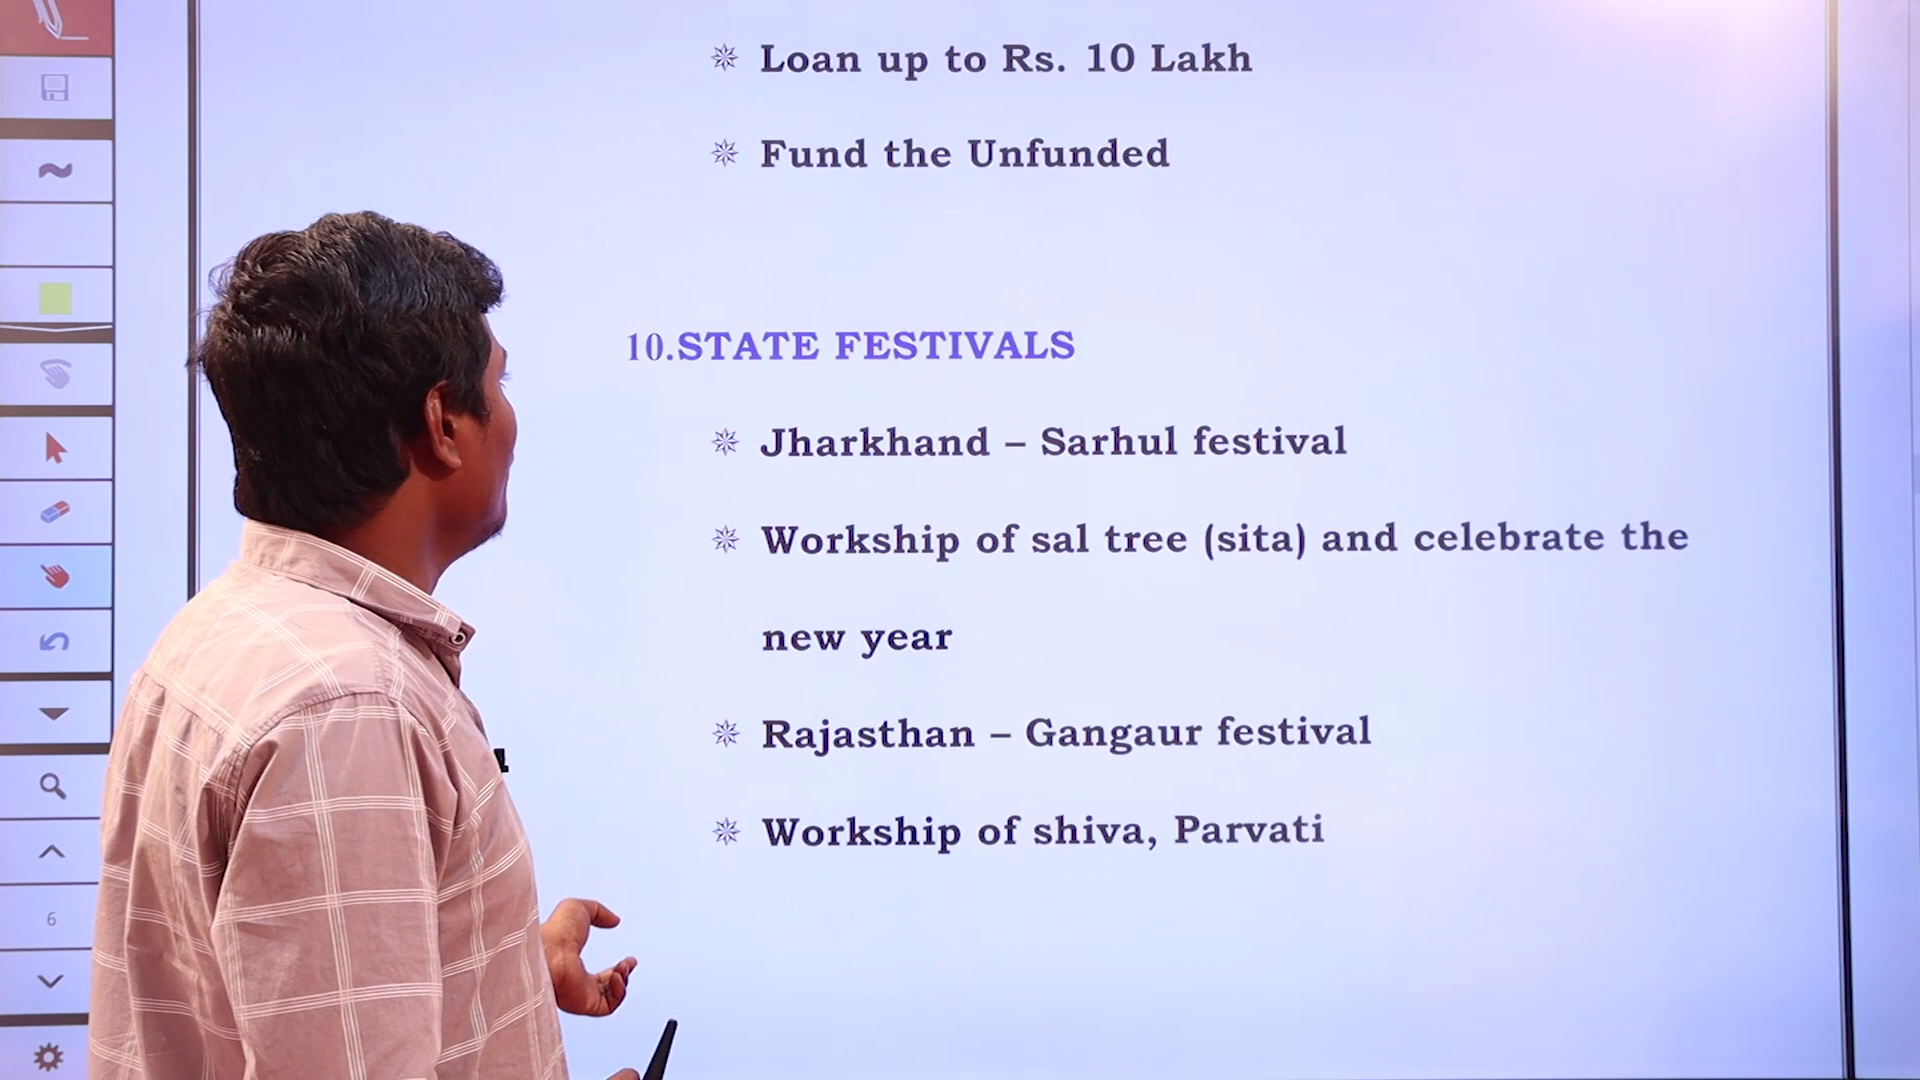 Loan up to Rs. 10 Lakh
Fund the Unfunded
10.STATE FESTIVALS
Jharkhand – Sarhul festival
Workship of sal tree (sita) and celebrate the
new year
Rajasthan – Gangaur festival
Workship of shiva, Parvati
6